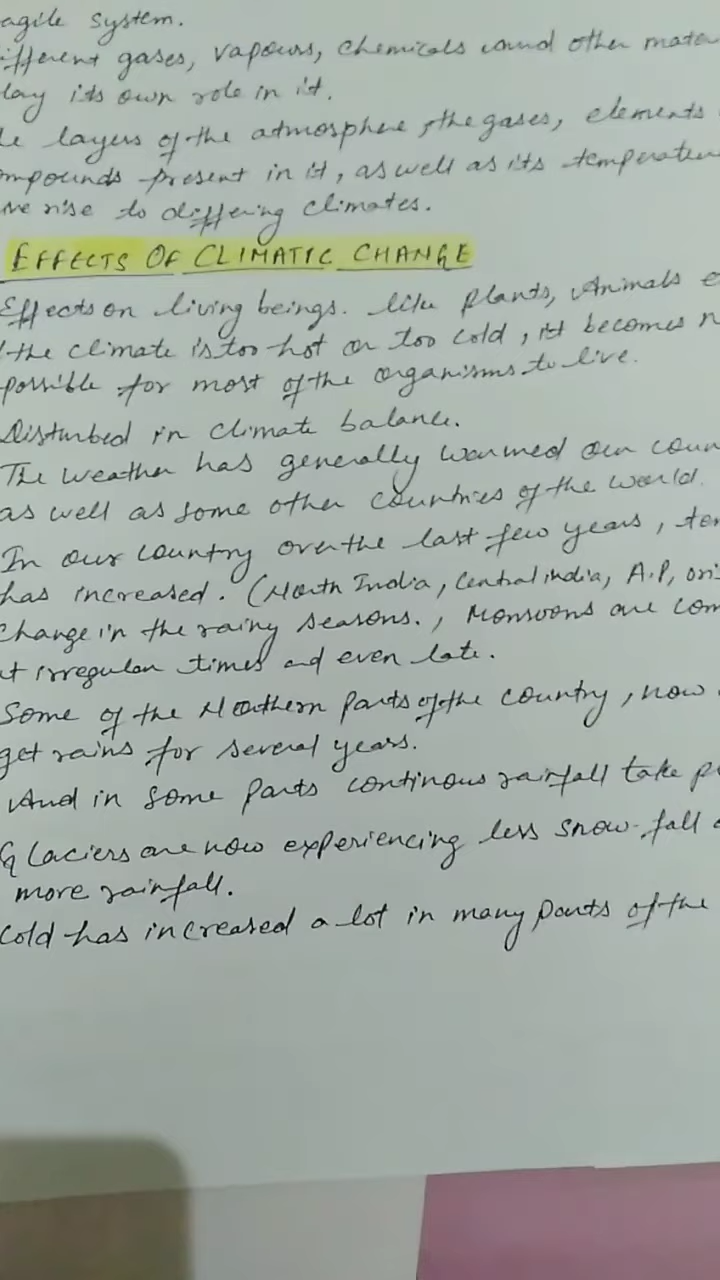 agile system.
ifferent gases, vapours, chemicals and other mate
lay its own role in it.
le layers of the atmosphere, the gases, elements
ompounds present in it, as well as its temperature
ve rise to differing climates.
EFFECTS OF CLIMATIC CHANGE
Effects on living beings. like plants, Animals e
the climate is too hot or too cold, it becomes n
possible for most of the organisms to live.
Disturbed in climate balance.
The weather has generally warmed our coun
as well as some other countries of the world.
In our country over the last few years, tem
has increased. (North India, Central india, A.P, ori
change in the rainy seasons., Monsoons are com
t irregular times and even late.
Some of the Northern parts of the country, now
get rains for several years.
And in some parts continous rainfall take p
Glaciers are now experiencing less snow-fall
more rainfall.
Cold has increased a lot in many parts of the